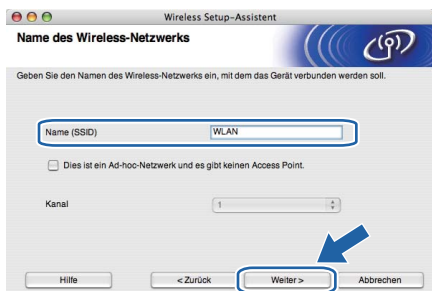 Wireless Setup-Assistent
Name des Wireless-Netzwerks
Geben Sie den Namen des Wireless-Netzwerks ein, mit dem das Gerät verbunden werden soll.
Name (SSID) WLAN
Dies ist ein Ad-hoc-Netzwerk und es gibt keinen Access Point.
Kanal 1
Hilfe < Zurück Weiter > Abbrechen